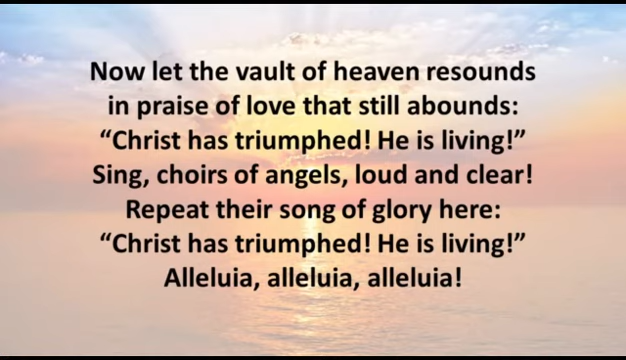 Now let the vault of heaven resounds
in praise of love that still abounds:
“Christ has triumphed! He is living!”
Sing, choirs of angels, loud and clear!
Repeat their song of glory here:
“Christ has triumphed! He is living!”
Alleluia, alleluia, alleluia!